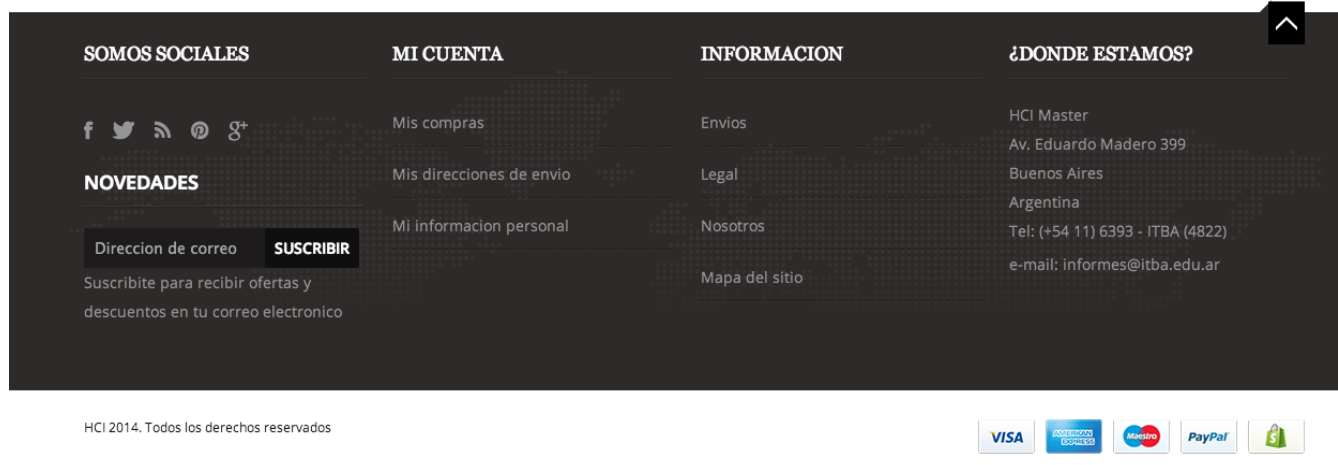 SOMOS SOCIALES
NOVEDADES
Direccion de correo
SUSCRIBIR
Suscribite para recibir ofertas y
descuentos en tu correo electronico
MI CUENTA
Mis compras
Mis direcciones de envio
Mi informacion personal
INFORMACION
Envios
Legal
Nosotros
Mapa del sitio
¿DONDE ESTAMOS?
HCI Master
Av. Eduardo Madero 399
Buenos Aires
Argentina
Tel: (+54 11) 6393 - ITBA (4822)
e-mail: informes@itba.edu.ar
HCI 2014. Todos los derechos reservados
VISA
AMERICAN
EXPRESS
Maestro
PayPal